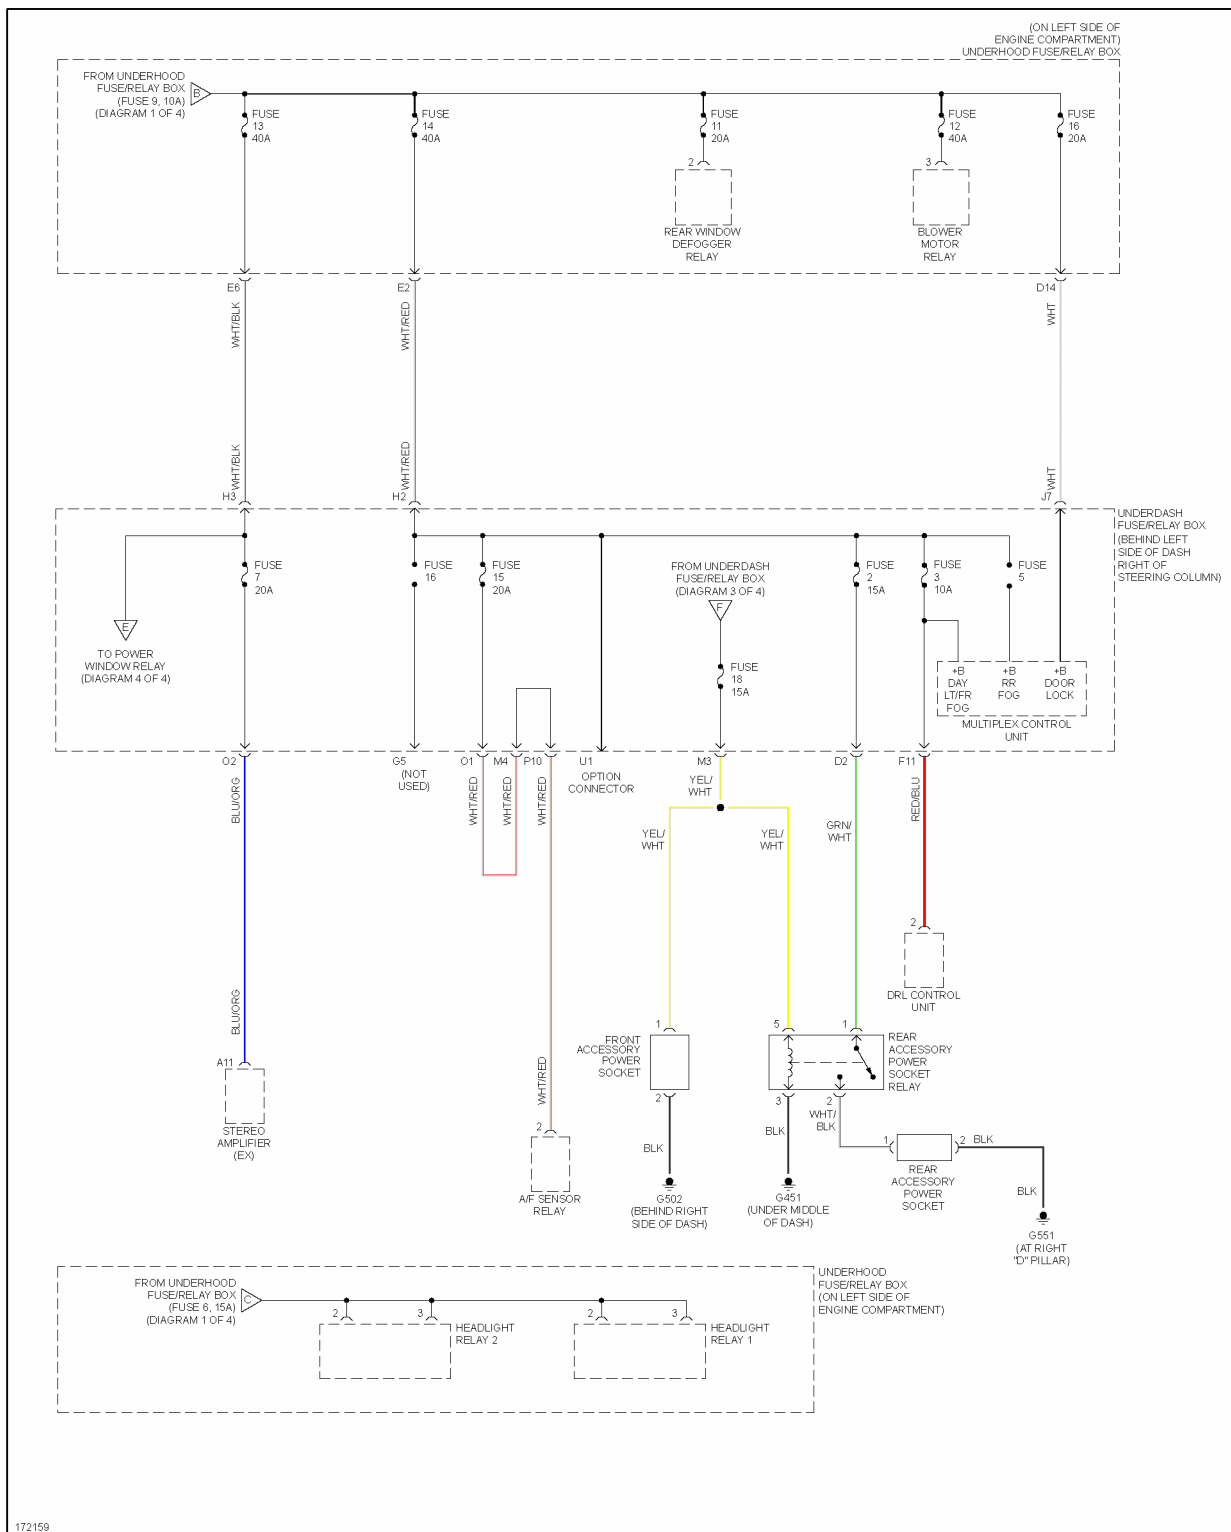 (ON LEFT SIDE OF
ENGINE COMPARTMENT)
UNDERHOOD FUSE/RELAY BOX
FROM UNDERHOOD
FUSE/RELAY BOX
(FUSE 9, 10A)
(DIAGRAM 1 OF 4)
B
FUSE
13
40A
FUSE
14
40A
FUSE
11
20A
FUSE
12
40A
FUSE
16
20A
2
REAR WINDOW
DEFOGGER
RELAY
3
BLOWER
MOTOR
RELAY
E6
E2
D14
WHT/BLK
WHT/RED
WHT
WHT/BLK
WHT/RED
WHT
H3
H2
J7
UNDERDASH
FUSE/RELAY BOX
(BEHIND LEFT
SIDE OF DASH
RIGHT OF
STEERING COLUMN)
FUSE
7
20A
FUSE
16
FUSE
15
20A
FROM UNDERDASH
FUSE/RELAY BOX
(DIAGRAM 3 OF 4)
F
FUSE
2
15A
FUSE
3
10A
FUSE
5
E
TO POWER
WINDOW RELAY
(DIAGRAM 4 OF 4)
FUSE
18
15A
+B
DAY
LT/FR
FOG
+B
RR
FOG
+B
DOOR
LOCK
MULTIPLEX CONTROL
UNIT
O2
G5
(NOT
USED)
O1
M4
P10
U1
OPTION
CONNECTOR
M3
D2
F11
BLU/ORG
WHT/RED
WHT/RED
WHT/RED
YEL/
WHT
RED/BLU
YEL/
WHT
YEL/
WHT
GRN/
WHT
2
DRL CONTROL
UNIT
BLU/ORG
A11
STEREO
AMPLIFIER
(EX)
WHT/RED
2
A/F SENSOR
RELAY
1
FRONT
ACCESSORY
POWER
SOCKET
2
BLK
G502
(BEHIND RIGHT
SIDE OF DASH)
5
1
REAR
ACCESSORY
POWER
SOCKET
RELAY
3
2
WHT/
BLK
BLK
G451
(UNDER MIDDLE
OF DASH)
1
2
BLK
REAR
ACCESSORY
POWER
SOCKET
BLK
G551
(AT RIGHT
"D" PILLAR)
UNDERHOOD
FUSE/RELAY BOX
(ON LEFT SIDE OF
ENGINE COMPARTMENT)
FROM UNDERHOOD
FUSE/RELAY BOX
(FUSE 6, 15A)
(DIAGRAM 1 OF 4)
C
2
3
HEADLIGHT
RELAY 2
2
3
HEADLIGHT
RELAY 1
172159